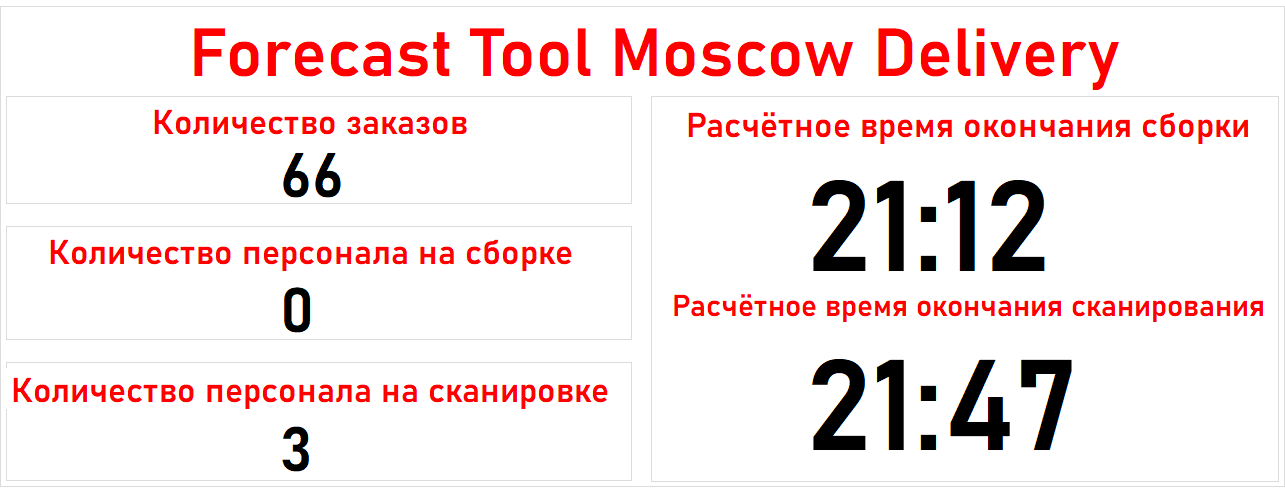 Forecast Tool Moscow Delivery
Количество заказов
66
Количество персонала на сборке
0
Количество персонала на сканировке
3
Расчётное время окончания сборки
21:12
Расчётное время окончания сканирования
21:47